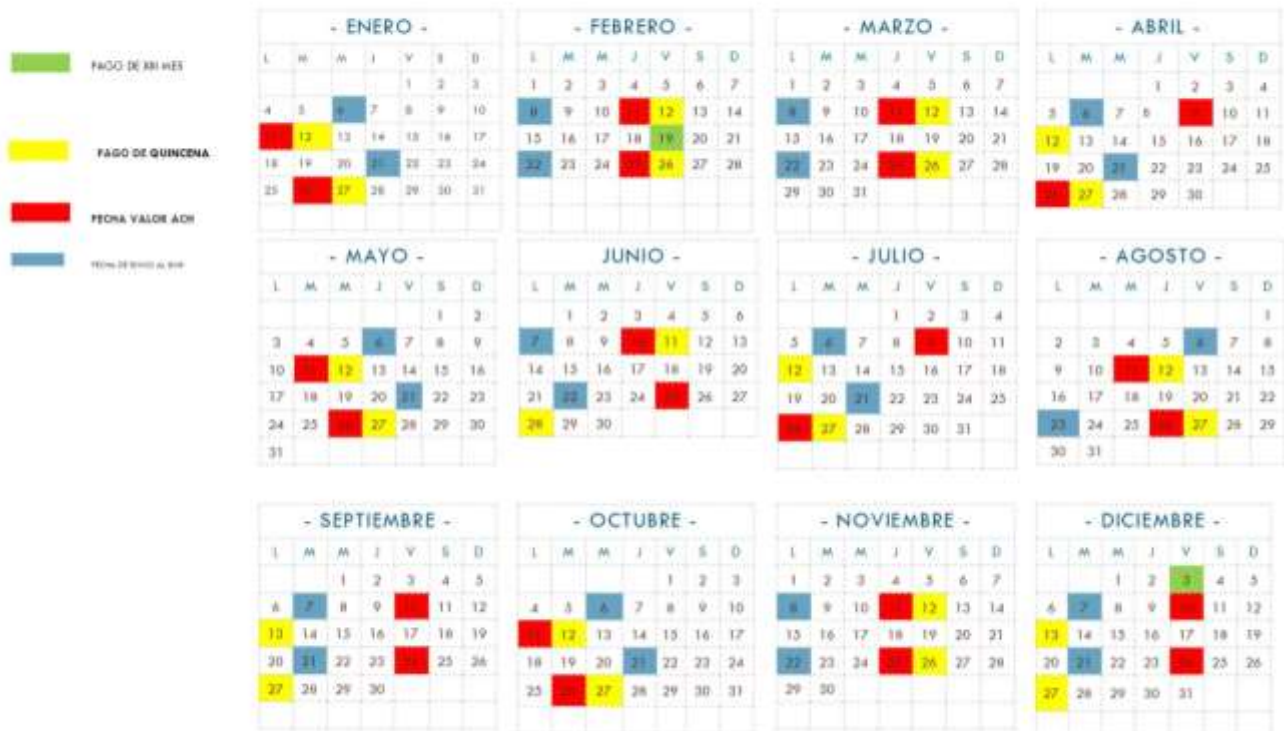 PAGO DE XIII MES
PAGO DE QUINCENA
FECHA VALOR ACH
FECHA DE ENVIO AL
- ENERO -
L M M J V S D
1 2 3
4 5 6 7 8 9 10
11 12 13 14 15 16 17
18 19 20 21 22 23 24
25 26 27 28 29 30 31
- FEBRERO -
L M M J V S D
1 2 3 4 5 6 7
8 9 10 11 12 13 14
15 16 17 18 19 20 21
22 23 24 25 26 27 28
- MARZO -
L M M J V S D
1 2 3 4 5 6 7
8 9 10 11 12 13 14
15 16 17 18 19 20 21
22 23 24 25 26 27 28
29 30 31
- ABRIL -
L M M J V S D
1 2 3 4
5 6 7 8 9 10 11
12 13 14 15 16 17 18
19 20 21 22 23 24 25
26 27 28 29 30
- MAYO -
L M M J V S D
1 2
3 4 5 6 7 8 9
10 11 12 13 14 15 16
17 18 19 20 21 22 23
24 25 26 27 28 29 30
31
JUNIO -
L M M J V S D
1 2 3 4 5 6
7 8 9 10 11 12 13
14 15 16 17 18 19 20
21 22 23 24 25 26 27
28 29 30
- JULIO -
L M M J V S D
1 2 3 4
5 6 7 8 9 10 11
12 13 14 15 16 17 18
19 20 21 22 23 24 25
26 27 28 29 30 31
- AGOSTO -
L M M J V S D
1
2 3 4 5 6 7 8
9 10 11 12 13 14 15
16 17 18 19 20 21 22
23 24 25 26 27 28 29
30 31
- SEPTIEMBRE -
L M M J V S D
1 2 3 4 5
6 7 8 9 10 11 12
13 14 15 16 17 18 19
20 21 22 23 24 25 26
27 28 29 30
- OCTUBRE -
L M M J V S D
1 2 3
4 5 6 7 8 9 10
11 12 13 14 15 16 17
18 19 20 21 22 23 24
25 26 27 28 29 30 31
- NOVIEMBRE -
L M M J V S D
1 2 3 4 5 6 7
8 9 10 11 12 13 14
15 16 17 18 19 20 21
22 23 24 25 26 27 28
29 30
- DICIEMBRE -
L M M J V S D
1 2 3 4 5
6 7 8 9 10 11 12
13 14 15 16 17 18 19
20 21 22 23 24 25 26
27 28 29 30 31